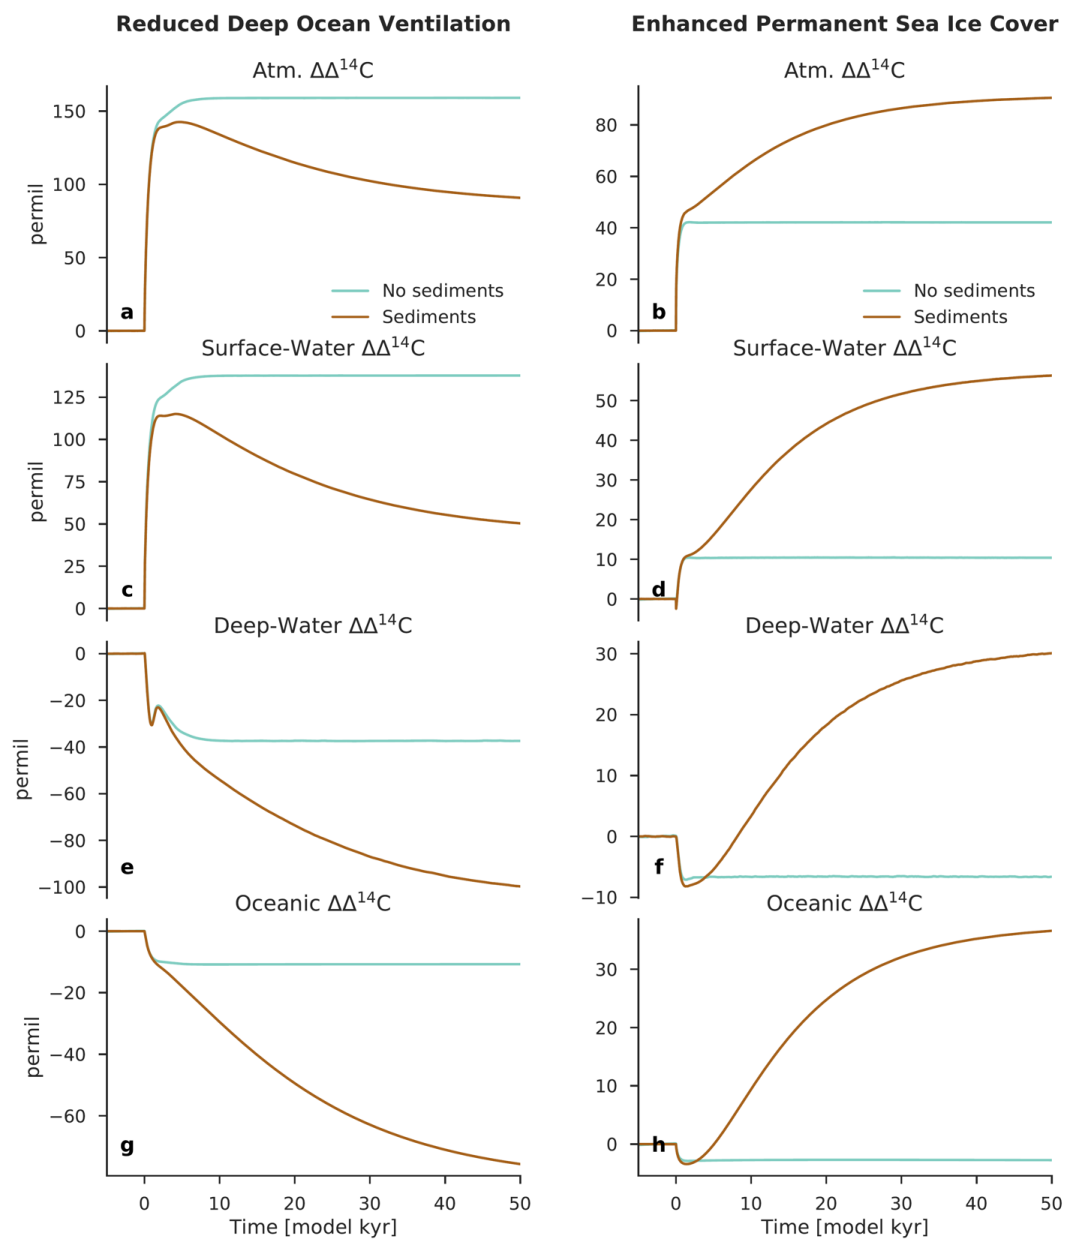 Reduced Deep Ocean Ventilation
Enhanced Permanent Sea Ice Cover
Atm. ΔΔ¹⁴C
150
100
50
0
permil
a
No sediments
Sediments
Atm. ΔΔ¹⁴C
80
60
40
20
0
b
No sediments
Sediments
Surface-Water ΔΔ¹⁴C
125
100
75
50
25
0
permil
c
Surface-Water ΔΔ¹⁴C
50
40
30
20
10
0
d
Deep-Water ΔΔ¹⁴C
0
−20
−40
−60
−80
−100
permil
e
Deep-Water ΔΔ¹⁴C
30
20
10
0
−10
f
Oceanic ΔΔ¹⁴C
0
−20
−40
−60
permil
g
0 10 20 30 40 50
Time [model kyr]
Oceanic ΔΔ¹⁴C
30
20
10
0
h
0 10 20 30 40 50
Time [model kyr]